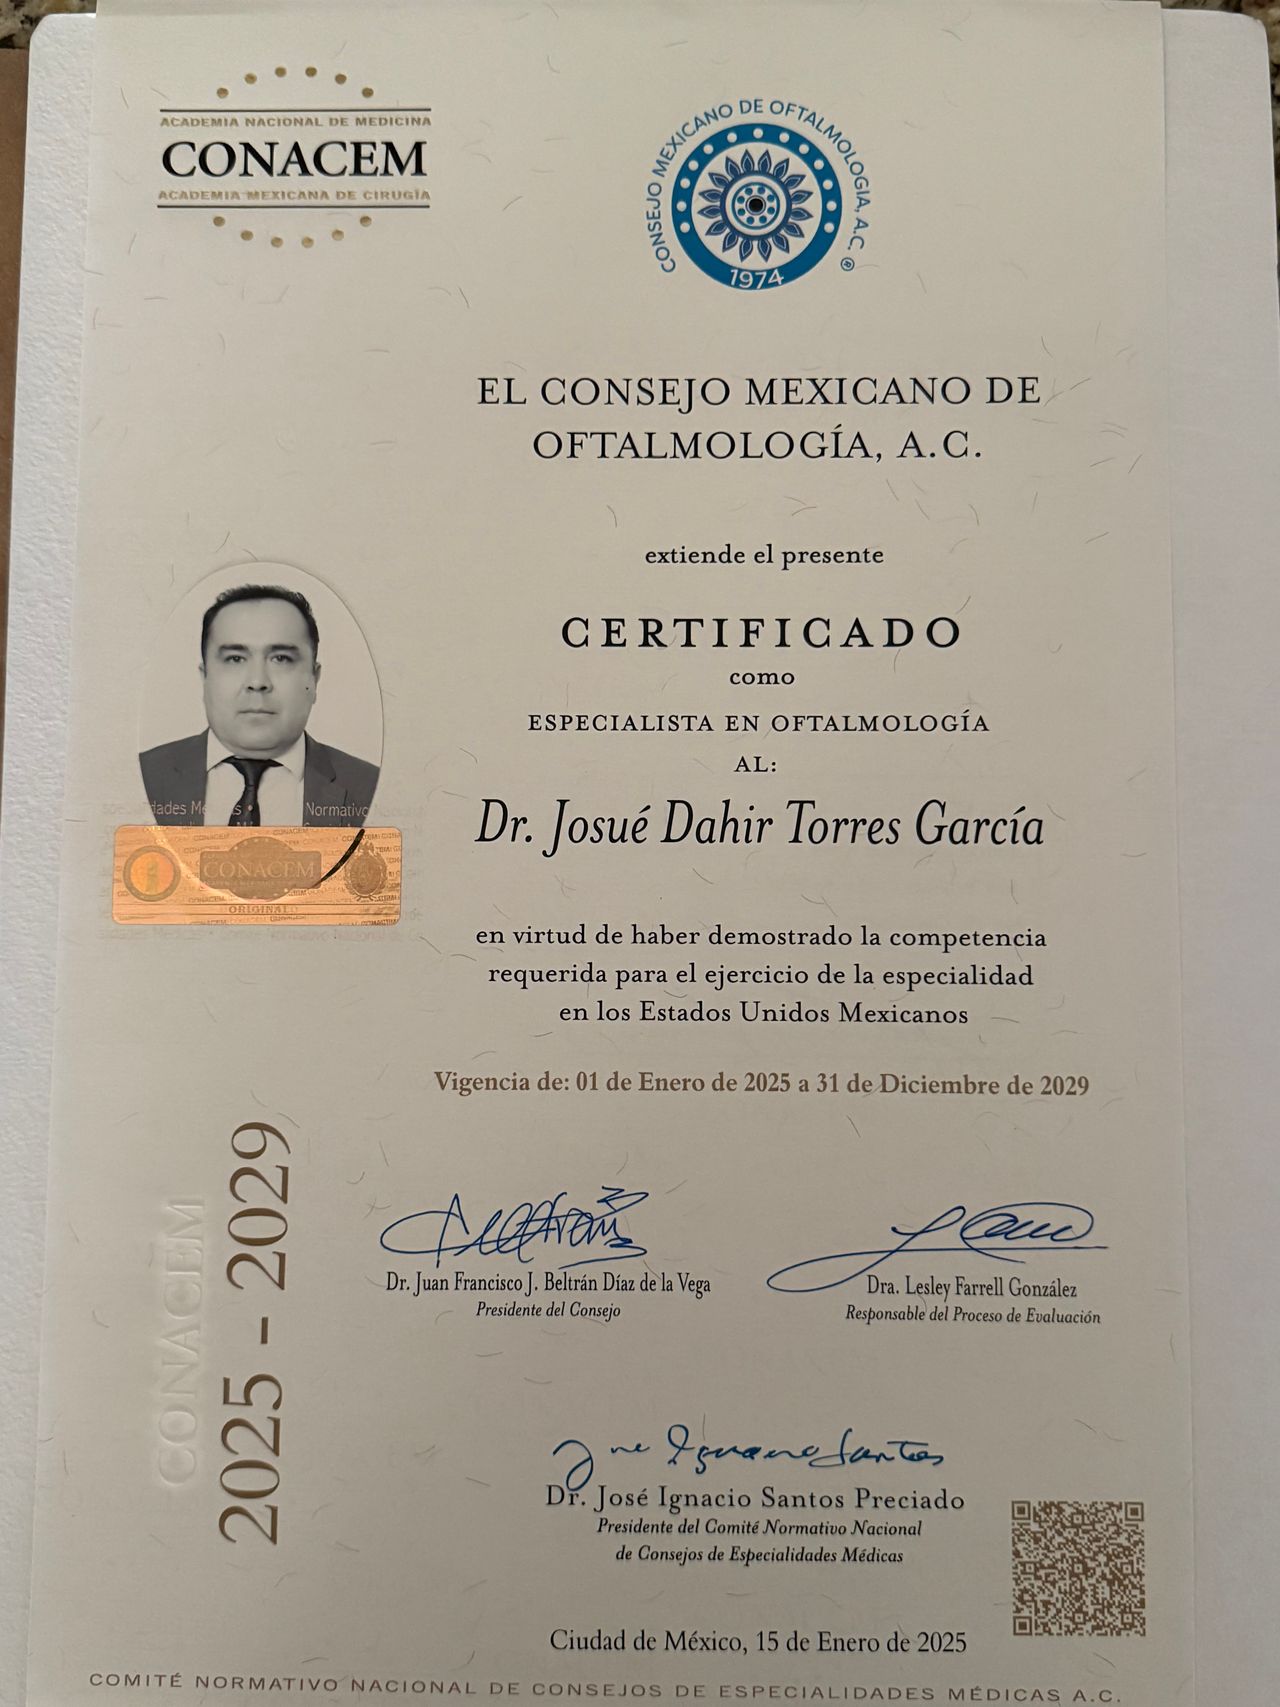 ACADEMIA NACIONAL DE MEDICINA
CONACEM
ACADEMIA MEXICANA DE CIRUGÍA
CONSEJO MEXICANO DE OFTALMOLOGÍA, A.C. ®
1974
EL CONSEJO MEXICANO DE
OFTALMOLOGÍA, A.C.
extiende el presente
CERTIFICADO
como
ESPECIALISTA EN OFTALMOLOGÍA
AL:
Dr. Josué Dahir Torres García
Normativo
CONACEM
ORIGINAL
en virtud de haber demostrado la competencia
requerida para el ejercicio de la especialidad
en los Estados Unidos Mexicanos
Vigencia de: 01 de Enero de 2025 a 31 de Diciembre de 2029
CONACEM
2025 - 2029
Dr. Juan Francisco J. Beltrán Díaz de la Vega
Presidente del Consejo
Dra. Lesley Farrell González
Responsable del Proceso de Evaluación
José Ignacio Santos
Dr. José Ignacio Santos Preciado
Presidente del Comité Normativo Nacional
de Consejos de Especialidades Médicas
Ciudad de México, 15 de Enero de 2025
COMITÉ NORMATIVO NACIONAL DE CONSEJOS DE ESPECIALIDADES MÉDICAS A.C.